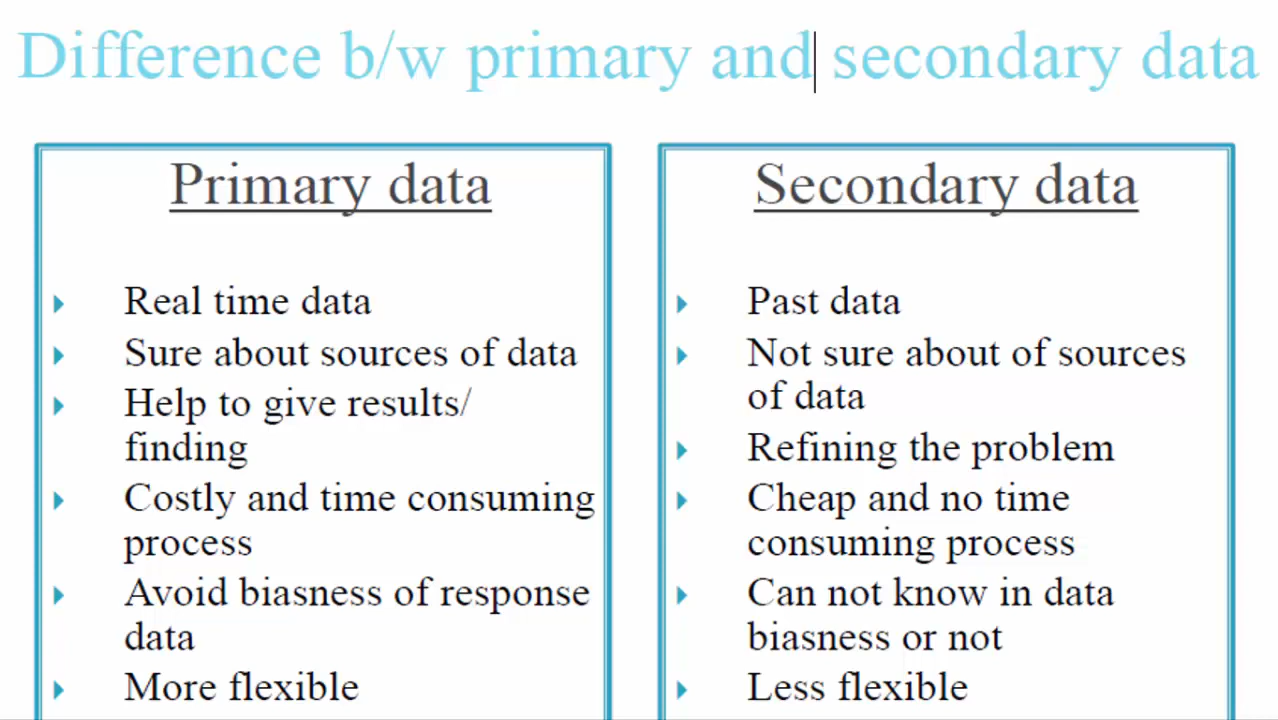 Difference b/w primary and secondary data
Primary data
Real time data
Sure about sources of data
Help to give results/
finding
Costly and time consuming
process
Avoid biasness of response
data
More flexible
Secondary data
Past data
Not sure about of sources
of data
Refining the problem
Cheap and no time
consuming process
Can not know in data
biasness or not
Less flexible